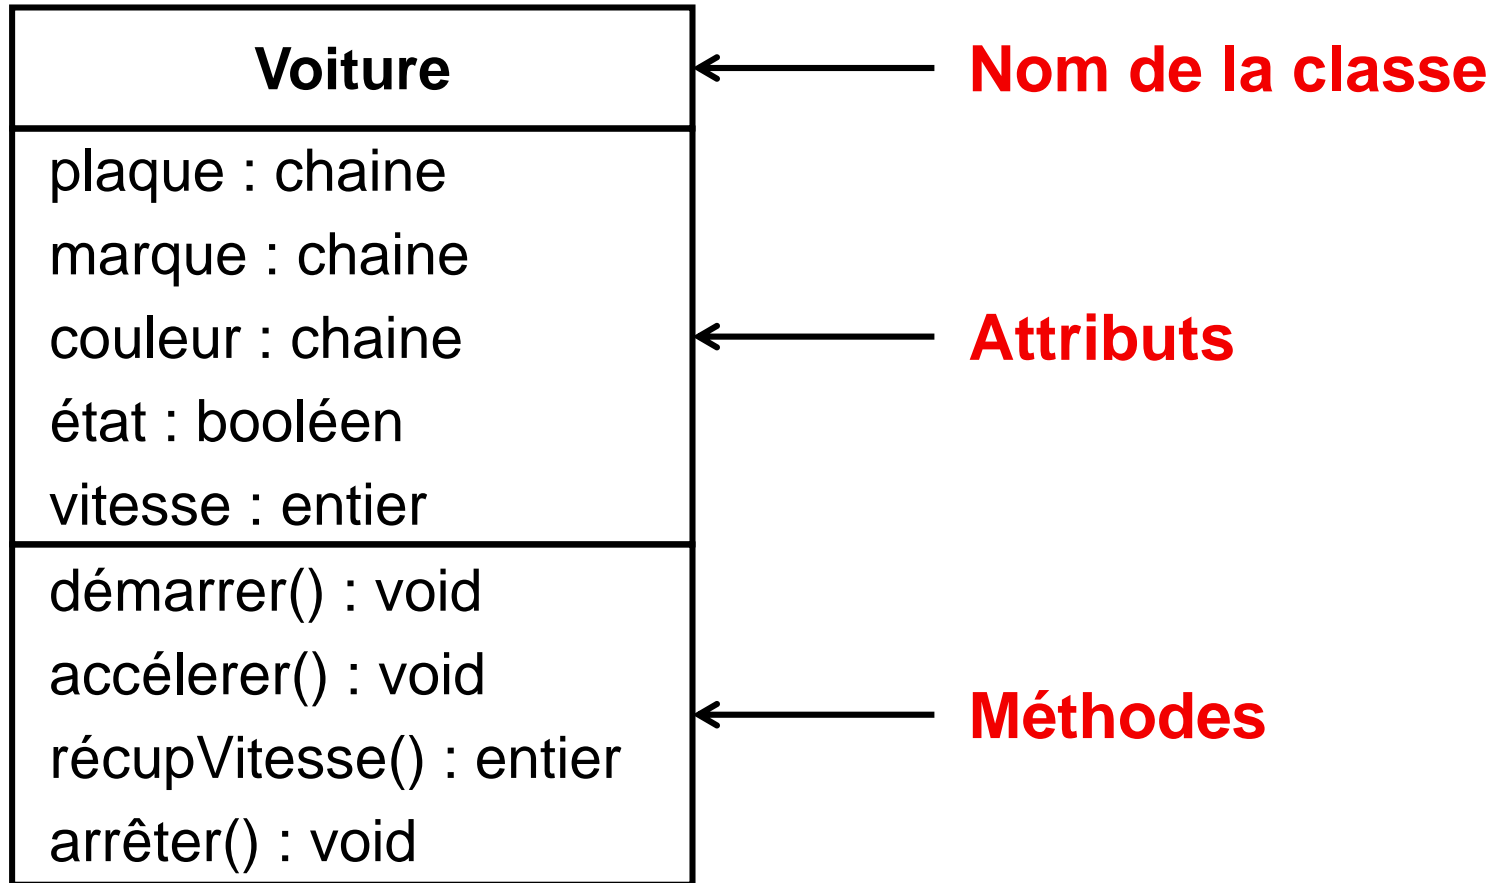 Voiture
Nom de la classe
plaque : chaine
marque : chaine
couleur : chaine
Attributs
état : booléen
vitesse : entier
démarrer() : void
accélerer() : void
Méthodes
récupVitesse() : entier
arrêter() : void